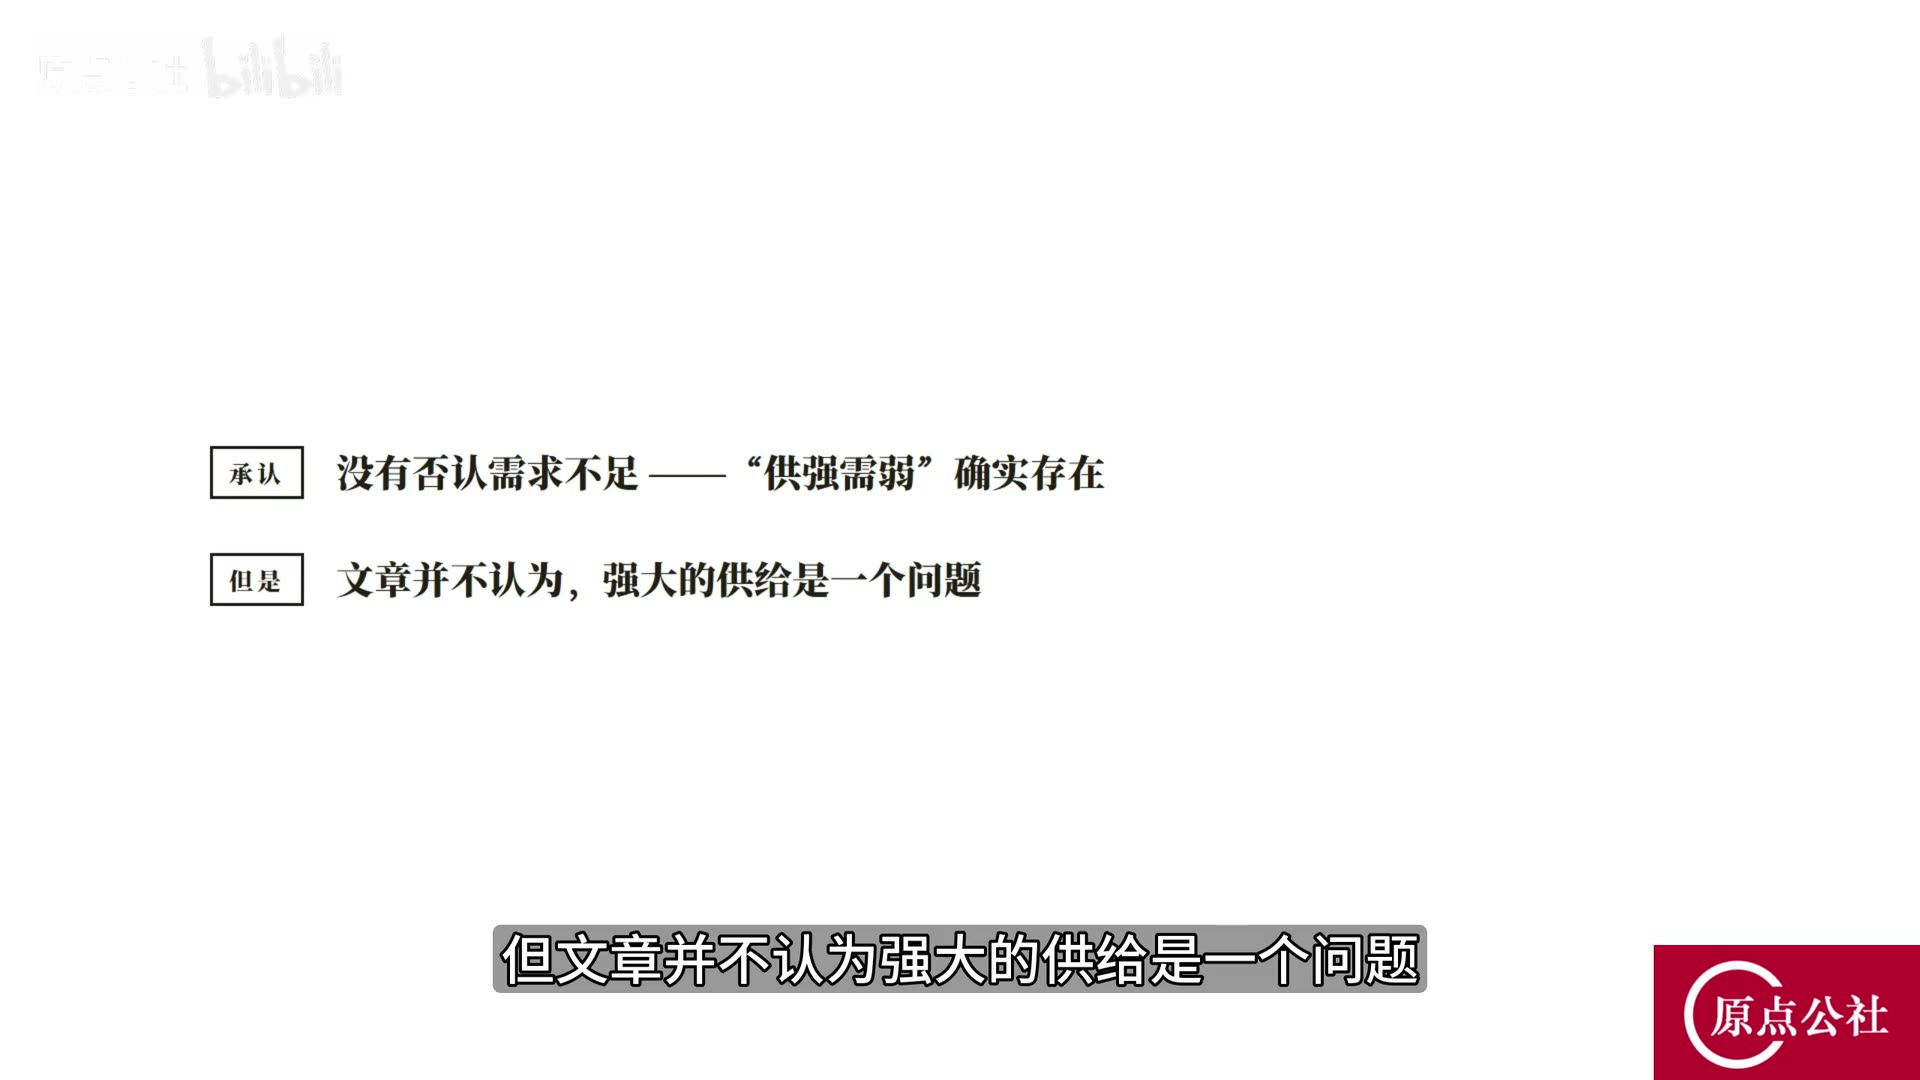 bilibili
承认
没有否认需求不足 ——“供强需弱”确实存在
但是
文章并不认为，强大的供给是一个问题
但文章并不认为强大的供给是一个问题
原点公社